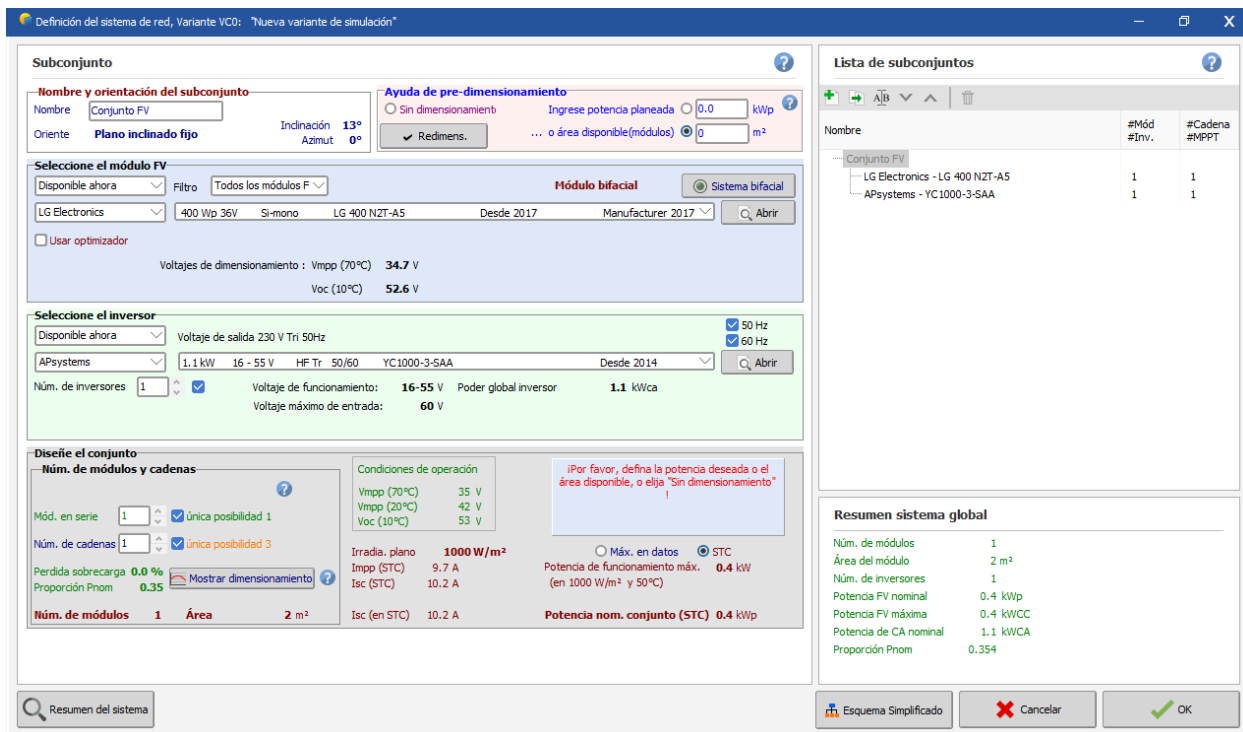 Definición del sistema de red, Variante VC0: "Nueva variante de simulación"
Subconjunto
Nombre y orientación del subconjunto
Nombre Conjunto FV
Oriente Plano inclinado fijo
Inclinación 13°
Azimut 0°
Ayuda de pre-dimensionamiento
Sin dimensionamient
Ingrese potencia planeada 0.0 kWp
Redimens.
... o área disponible(módulos) 0 m²
Seleccione el módulo FV
Disponible ahora Filtro Todos los módulos F Módulo bifacial Sistema bifacial
LG Electronics 400 Wp 36V Si-mono LG 400 N2T-A5 Desde 2017 Manufacturer 2017 Abrir
Usar optimizador
Voltajes de dimensionamiento : Vmpp (70°C) 34.7 V
Voc (10°C) 52.6 V
Seleccione el inversor
Disponible ahora Voltaje de salida 230 V Tri 50Hz
50 Hz
60 Hz
APsystems 1.1 kW 16 - 55 V HF Tr 50/60 YC1000-3-SAA Desde 2014 Abrir
Núm. de inversores 1 Voltaje de funcionamiento: 16-55 V Poder global inversor 1.1 kWca
Voltaje máximo de entrada: 60 V
Diseñe el conjunto
Núm. de módulos y cadenas
Mód. en serie 1 única posibilidad 1
Núm. de cadenas 1 única posibilidad 3
Perdida sobrecarga 0.0 %
Proporción Pnom 0.35
Mostrar dimensionamiento
Núm. de módulos 1 Área 2 m²
Condiciones de operación
Vmpp (70°C) 35 V
Vmpp (20°C) 42 V
Voc (10°C) 53 V
¡Por favor, defina la potencia deseada o el
área disponible, o elija "Sin dimensionamiento"
!
Irradia. plano 1000 W/m²
Impp (STC) 9.7 A
Isc (STC) 10.2 A
Isc (en STC) 10.2 A
Máx. en datos STC
Potencia de funcionamiento máx. 0.4 kW
(en 1000 W/m² y 50°C)
Potencia nom. conjunto (STC) 0.4 kWp
Lista de subconjuntos
Nombre
#Mód #Cadena
#Inv. #MPPT
Conjunto FV
LG Electronics - LG 400 N2T-A5 1 1
APsystems - YC1000-3-SAA 1 1
Resumen sistema global
Núm. de módulos 1
Área del módulo 2 m²
Núm. de inversores 1
Potencia FV nominal 0.4 kWp
Potencia FV máxima 0.4 kWCC
Potencia de CA nominal 1.1 kWCA
Proporción Pnom 0.354
Resumen del sistema
Esquema Simplificado
Cancelar
OK